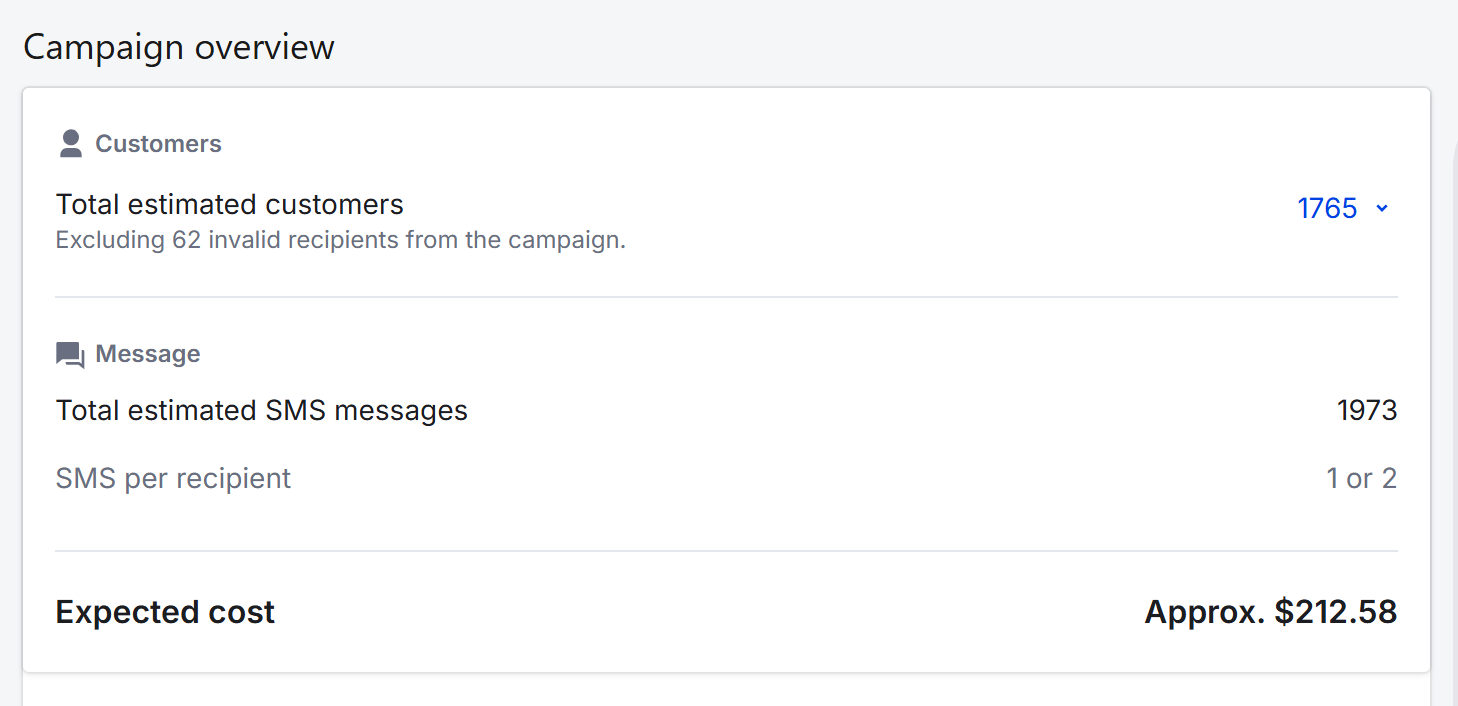 Campaign overview
Customers
Total estimated customers
1765
Excluding 62 invalid recipients from the campaign.
Message
Total estimated SMS messages
1973
SMS per recipient
1 or 2
Expected cost
Approx. $212.58